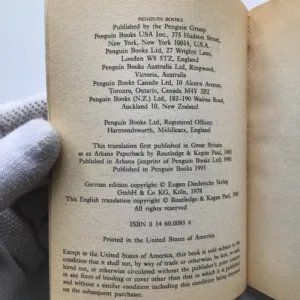 PENGUIN BOOKS
Published by the Penguin Group
Penguin Books USA Inc., 375 Hudson Street,
New York, New York 10014, U.S.A.
Penguin Books Ltd, 27 Wrights Lane,
London W8 5TZ, England
Penguin Books Australia Ltd, Ringwood,
Victoria, Australia
Penguin Books Canada Ltd, 10 Alcorn Avenue,
Toronto, Ontario, Canada M4V 3B2
Penguin Books (N.Z.) Ltd, 182–190 Wairau Road,
Auckland 10, New Zealand
Penguin Books Ltd, Registered Offices:
Harmondsworth, Middlesex, England
This translation first published in Great Britain
as an Arkana Paperback by Routledge & Kegan Paul, 1985
Published in Arkana (imprint of Penguin Books Ltd) 1990
Published in Penguin Books 1995
German edition copyright © Eugen Diederichs Verlag
GmbH & Co KG, Köln, 1978
This English translation copyright © Routledge & Kegan Paul, 1985
All rights reserved
ISBN 0 14 60.0085 4
Printed in the United States of America
Except in the United States of America, this book is sold subject to the
condition that it shall not, by way of trade or otherwise, be lent, re-sold,
hired out, or otherwise circulated without the publisher's prior consent
in any form of binding or cover other than that in which it is published
and without a similar condition including this condition being imposed
on the subsequent purchaser.